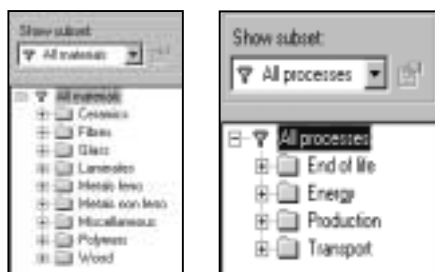 Show subset:
All materials
All materials
Ceramics
Fibers
Glass
Laminates
Metals ferro
Metals non ferro
Miscellaneous
Polymers
Wood
Show subset:
All processes
All processes
End of life
Energy
Production
Transport